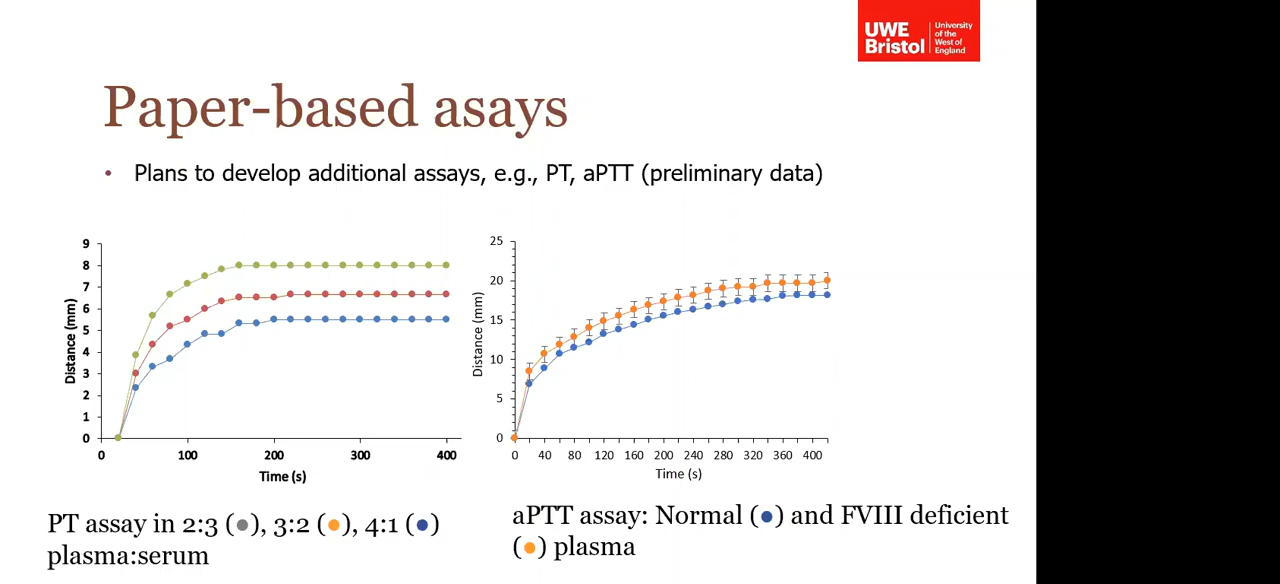 UWE
Bristol
University
of the
West of
England
Paper-based asays
• Plans to develop additional assays, e.g., PT, aPTT (preliminary data)
9
8
7
6
5
4
3
2
1
0
Distance (mm)
0 100 200 300 400
Time (s)
25
20
15
10
5
0
Distance (mm)
0 40 80 120 160 200 240 280 320 360 400
Time (s)
PT assay in 2:3 (●), 3:2 (●), 4:1 (●)
plasma:serum
aPTT assay: Normal (●) and FVIII deficient
(●) plasma